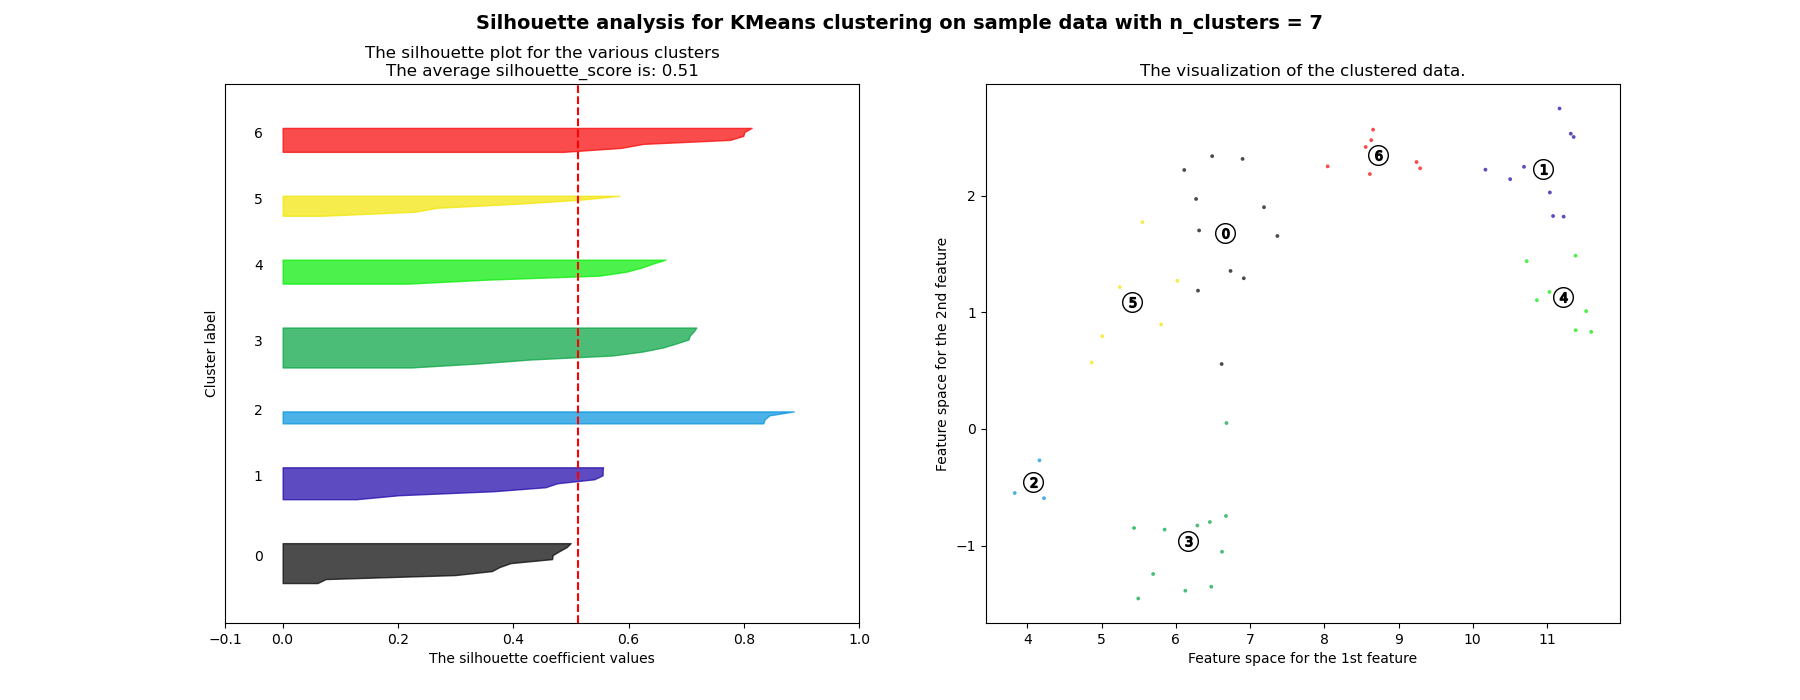 Silhouette analysis for KMeans clustering on sample data with n_clusters = 7
The silhouette plot for the various clusters
The average silhouette_score is: 0.51
6
5
4
3
2
1
0
Cluster label
−0.1 0.0 0.2 0.4 0.6 0.8 1.0
The silhouette coefficient values
The visualization of the clustered data.
2
1
0
−1
Feature space for the 2nd feature
6
1
0
4
5
2
3
4 5 6 7 8 9 10 11
Feature space for the 1st feature